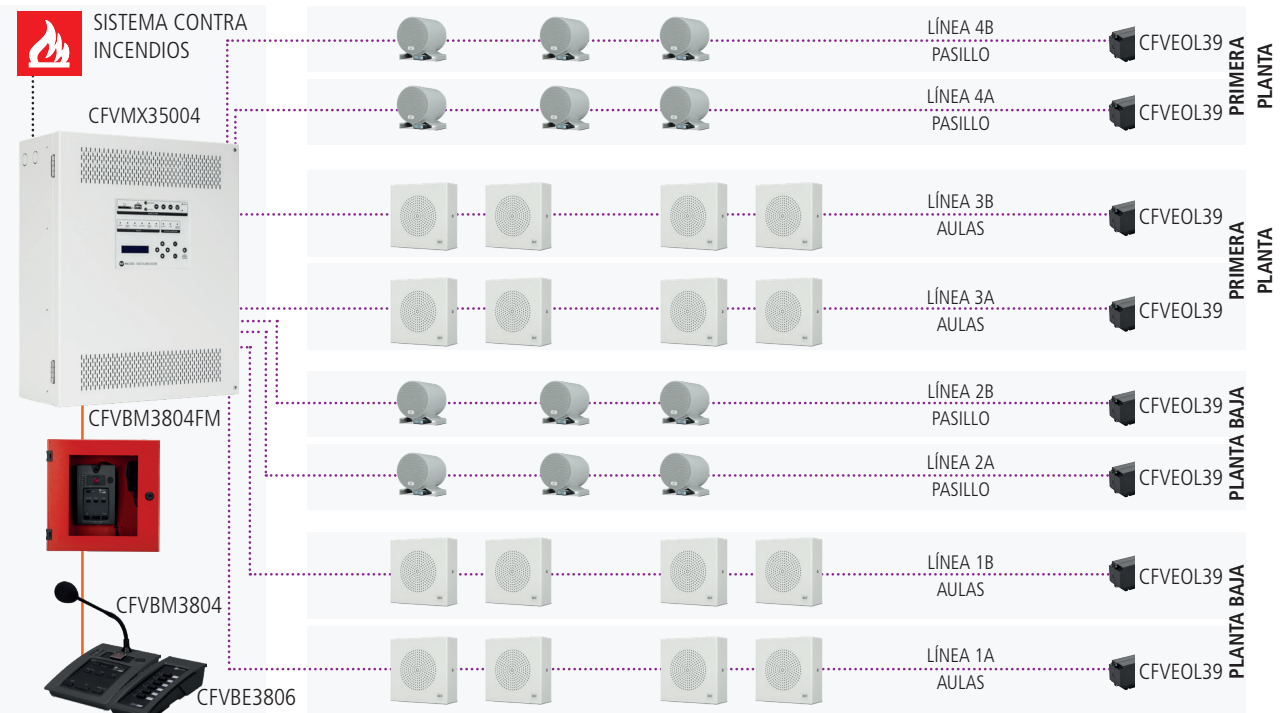 SISTEMA CONTRA
INCENDIOS
CFVMX35004
CFVBM3804FM
CFVBM3804
CFVBE3806
LÍNEA 4B
PASILLO
CFVEOL39
LÍNEA 4A
PASILLO
CFVEOL39
PRIMERA
PLANTA
LÍNEA 3B
AULAS
CFVEOL39
LÍNEA 3A
AULAS
CFVEOL39
PRIMERA
PLANTA
LÍNEA 2B
PASILLO
CFVEOL39
LÍNEA 2A
PASILLO
CFVEOL39
PLANTA BAJA
LÍNEA 1B
AULAS
CFVEOL39
LÍNEA 1A
AULAS
CFVEOL39
PLANTA BAJA